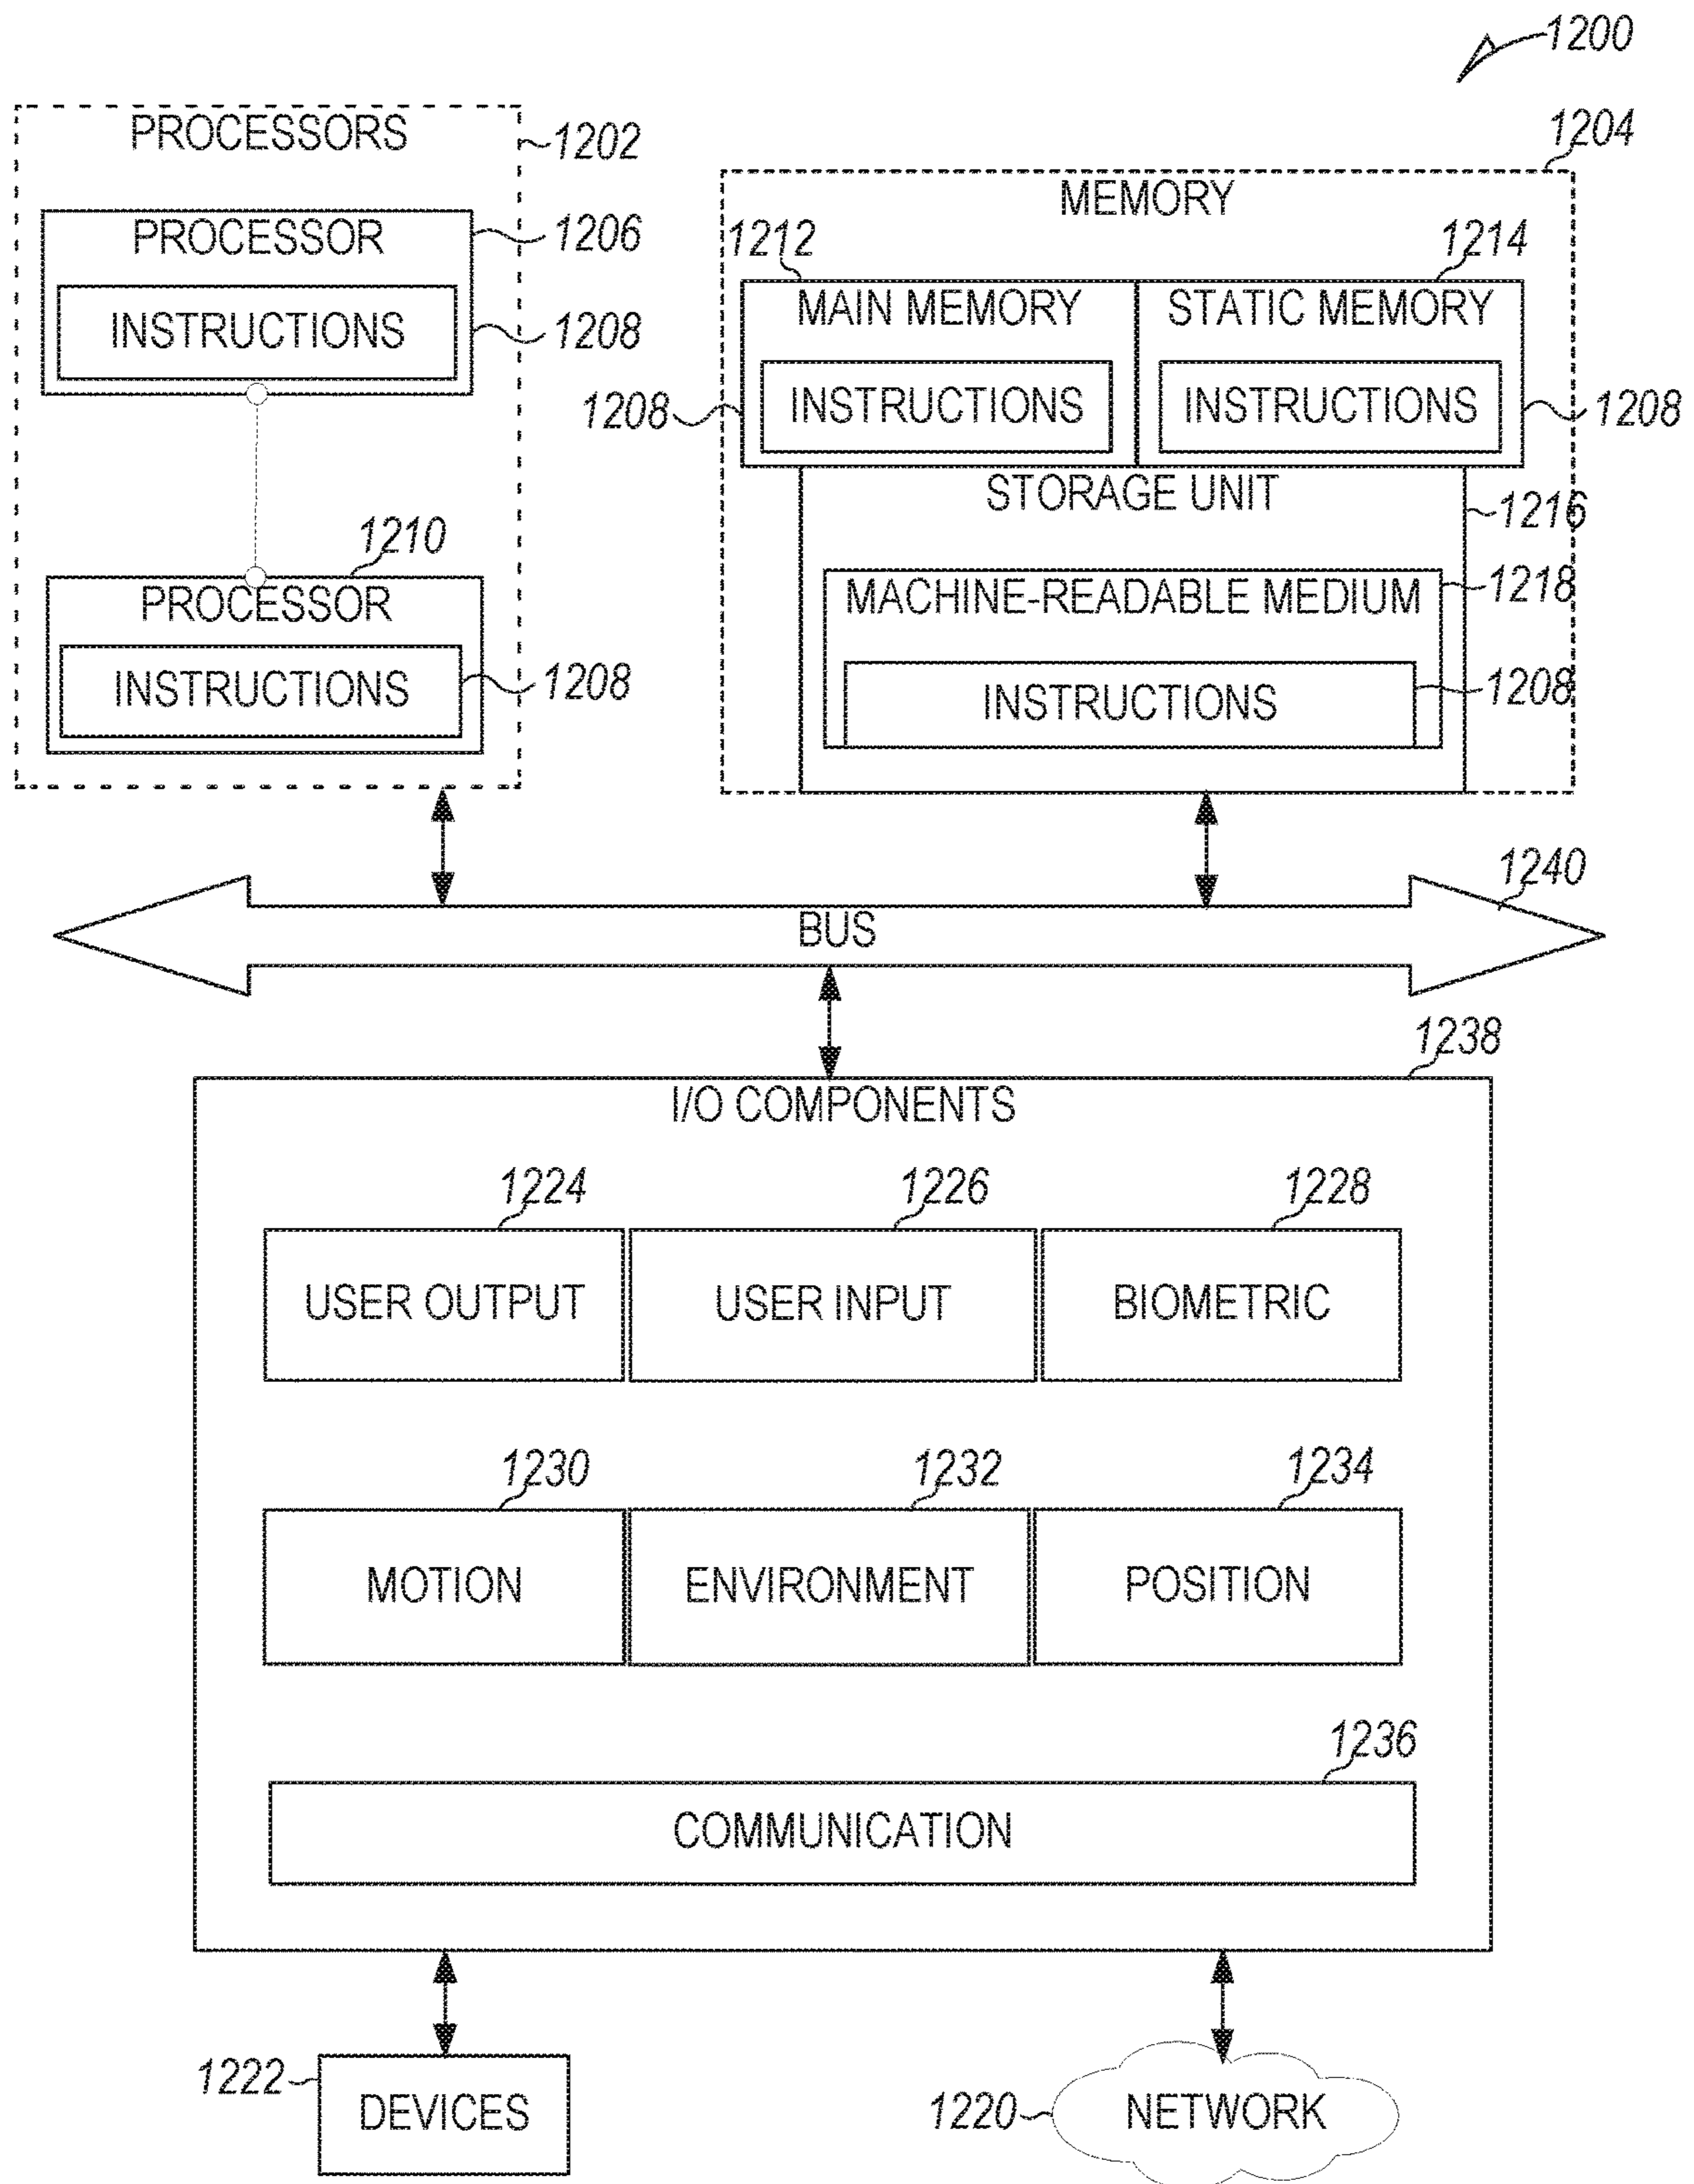 1200
PROCESSORS
1202
1204
MEMORY
PROCESSOR
1206
1212
1214
INSTRUCTIONS
1208
MAIN MEMORY
STATIC MEMORY
1208
INSTRUCTIONS
INSTRUCTIONS
1208
STORAGE UNIT
1216
1210
PROCESSOR
MACHINE-READABLE MEDIUM
1218
INSTRUCTIONS
1208
INSTRUCTIONS
1208
1240
BUS
1238
I/O COMPONENTS
1224
1226
1228
USER OUTPUT
USER INPUT
BIOMETRIC
1230
1232
1234
MOTION
ENVIRONMENT
POSITION
1236
COMMUNICATION
1222
DEVICES
1220
NETWORK